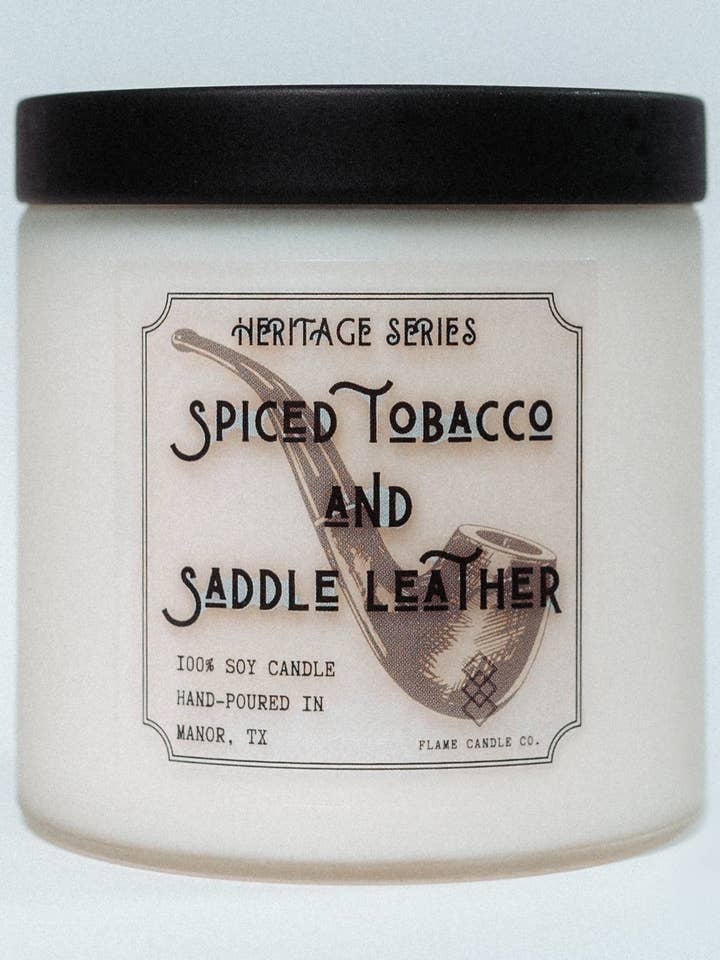 HERITAGE SERIES
SPICED TOBACCO
AND
SADDLE LEATHER
100% SOY CANDLE
HAND-POURED IN
MANOR, TX
FLAME CANDLE CO.